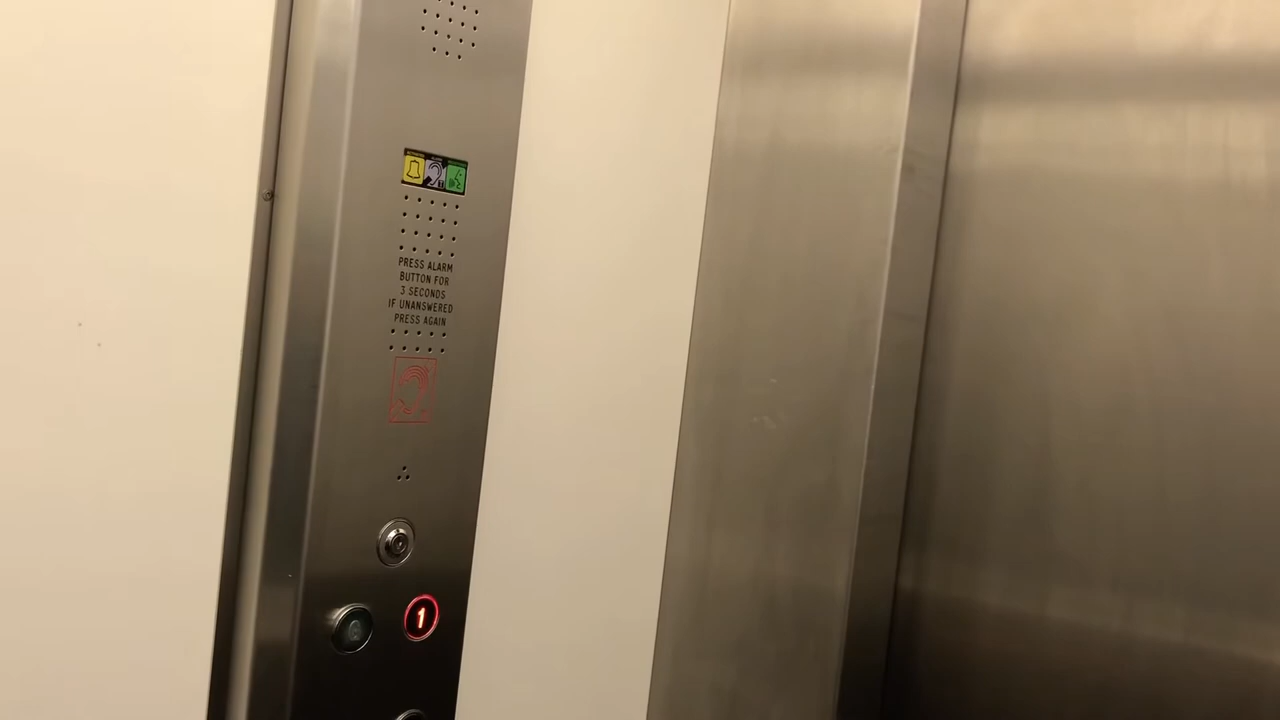 PRESS ALARM
BUTTON FOR
3 SECONDS
IF UNANSWERED
PRESS AGAIN
1